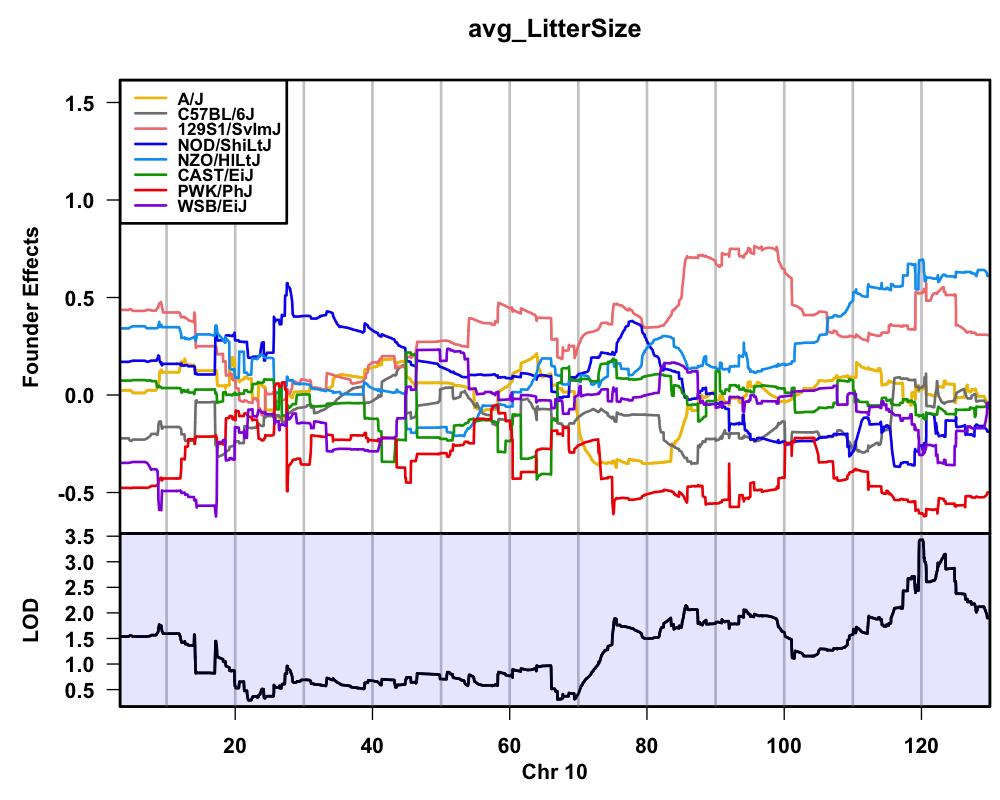 avg_LitterSize
A/J
C57BL/6J
129S1/SvImJ
NOD/ShiLtJ
NZO/HlLtJ
CAST/EiJ
PWK/PhJ
WSB/EiJ
Founder Effects
1.5
1.0
0.5
0.0
-0.5
LOD
3.5
3.0
2.5
2.0
1.5
1.0
0.5
20 40 60 80 100 120
Chr 10